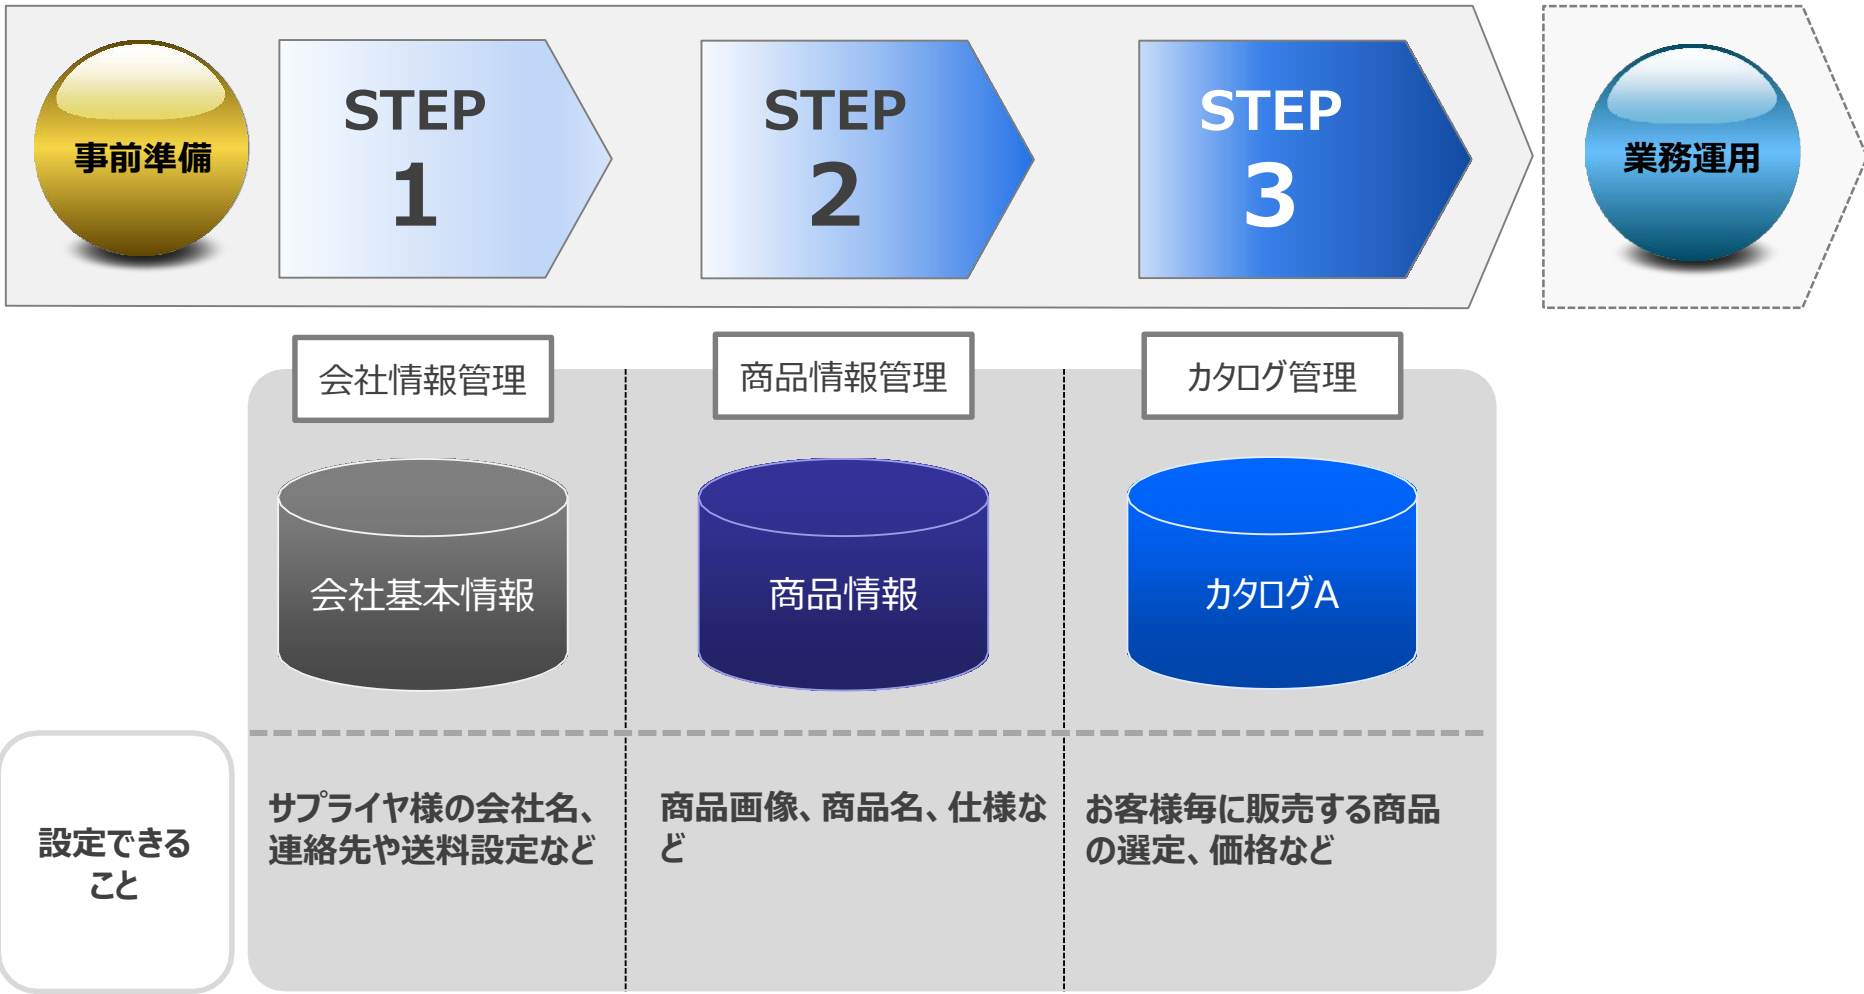 事前準備
STEP
1
STEP
2
STEP
3
業務運用
会社情報管理
商品情報管理
カタログ管理
会社基本情報
商品情報
カタログA
設定できる
こと
サプライヤ様の会社名、
連絡先や送料設定など
商品画像、商品名、仕様な
ど
お客様毎に販売する商品
の選定、価格など